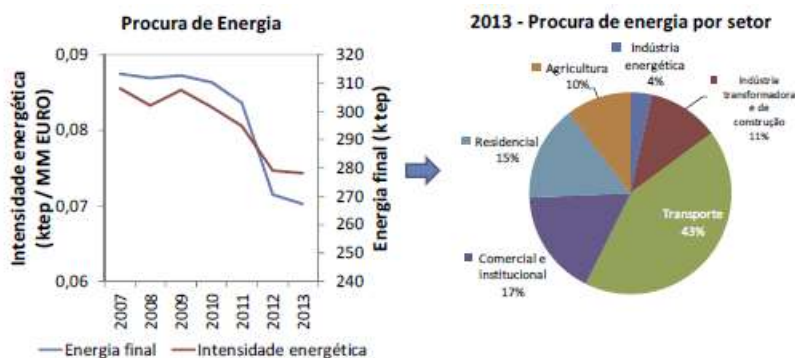 Procura de Energia
Intensidade energética
(ktep / MM EURO)
0,09
0,08
0,07
0,06
320
310
300
290
280
270
260
250
240
Energia final (ktep)
2007
2008
2009
2010
2011
2012
2013
Energia final
Intensidade energética
2013 - Procura de energia por setor
Indústria
energética
4%
Indústria
transformadora
e de
construção
11%
Transporte
43%
Comercial e
institucional
17%
Residencial
15%
Agricultura
10%